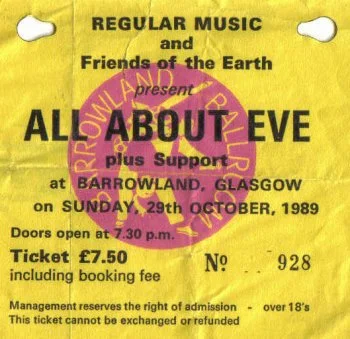 REGULAR MUSIC
and
Friends of the Earth
present
ALL ABOUT EVE
plus Support
at BARROWLAND, GLASGOW
on SUNDAY, 29th OCTOBER, 1989
Doors open at 7.30 p.m.
Ticket £7.50
including booking fee
Nº 928
Management reserves the right of admission - over 18's
This ticket cannot be exchanged or refunded
BARROWLAND BALLROOM